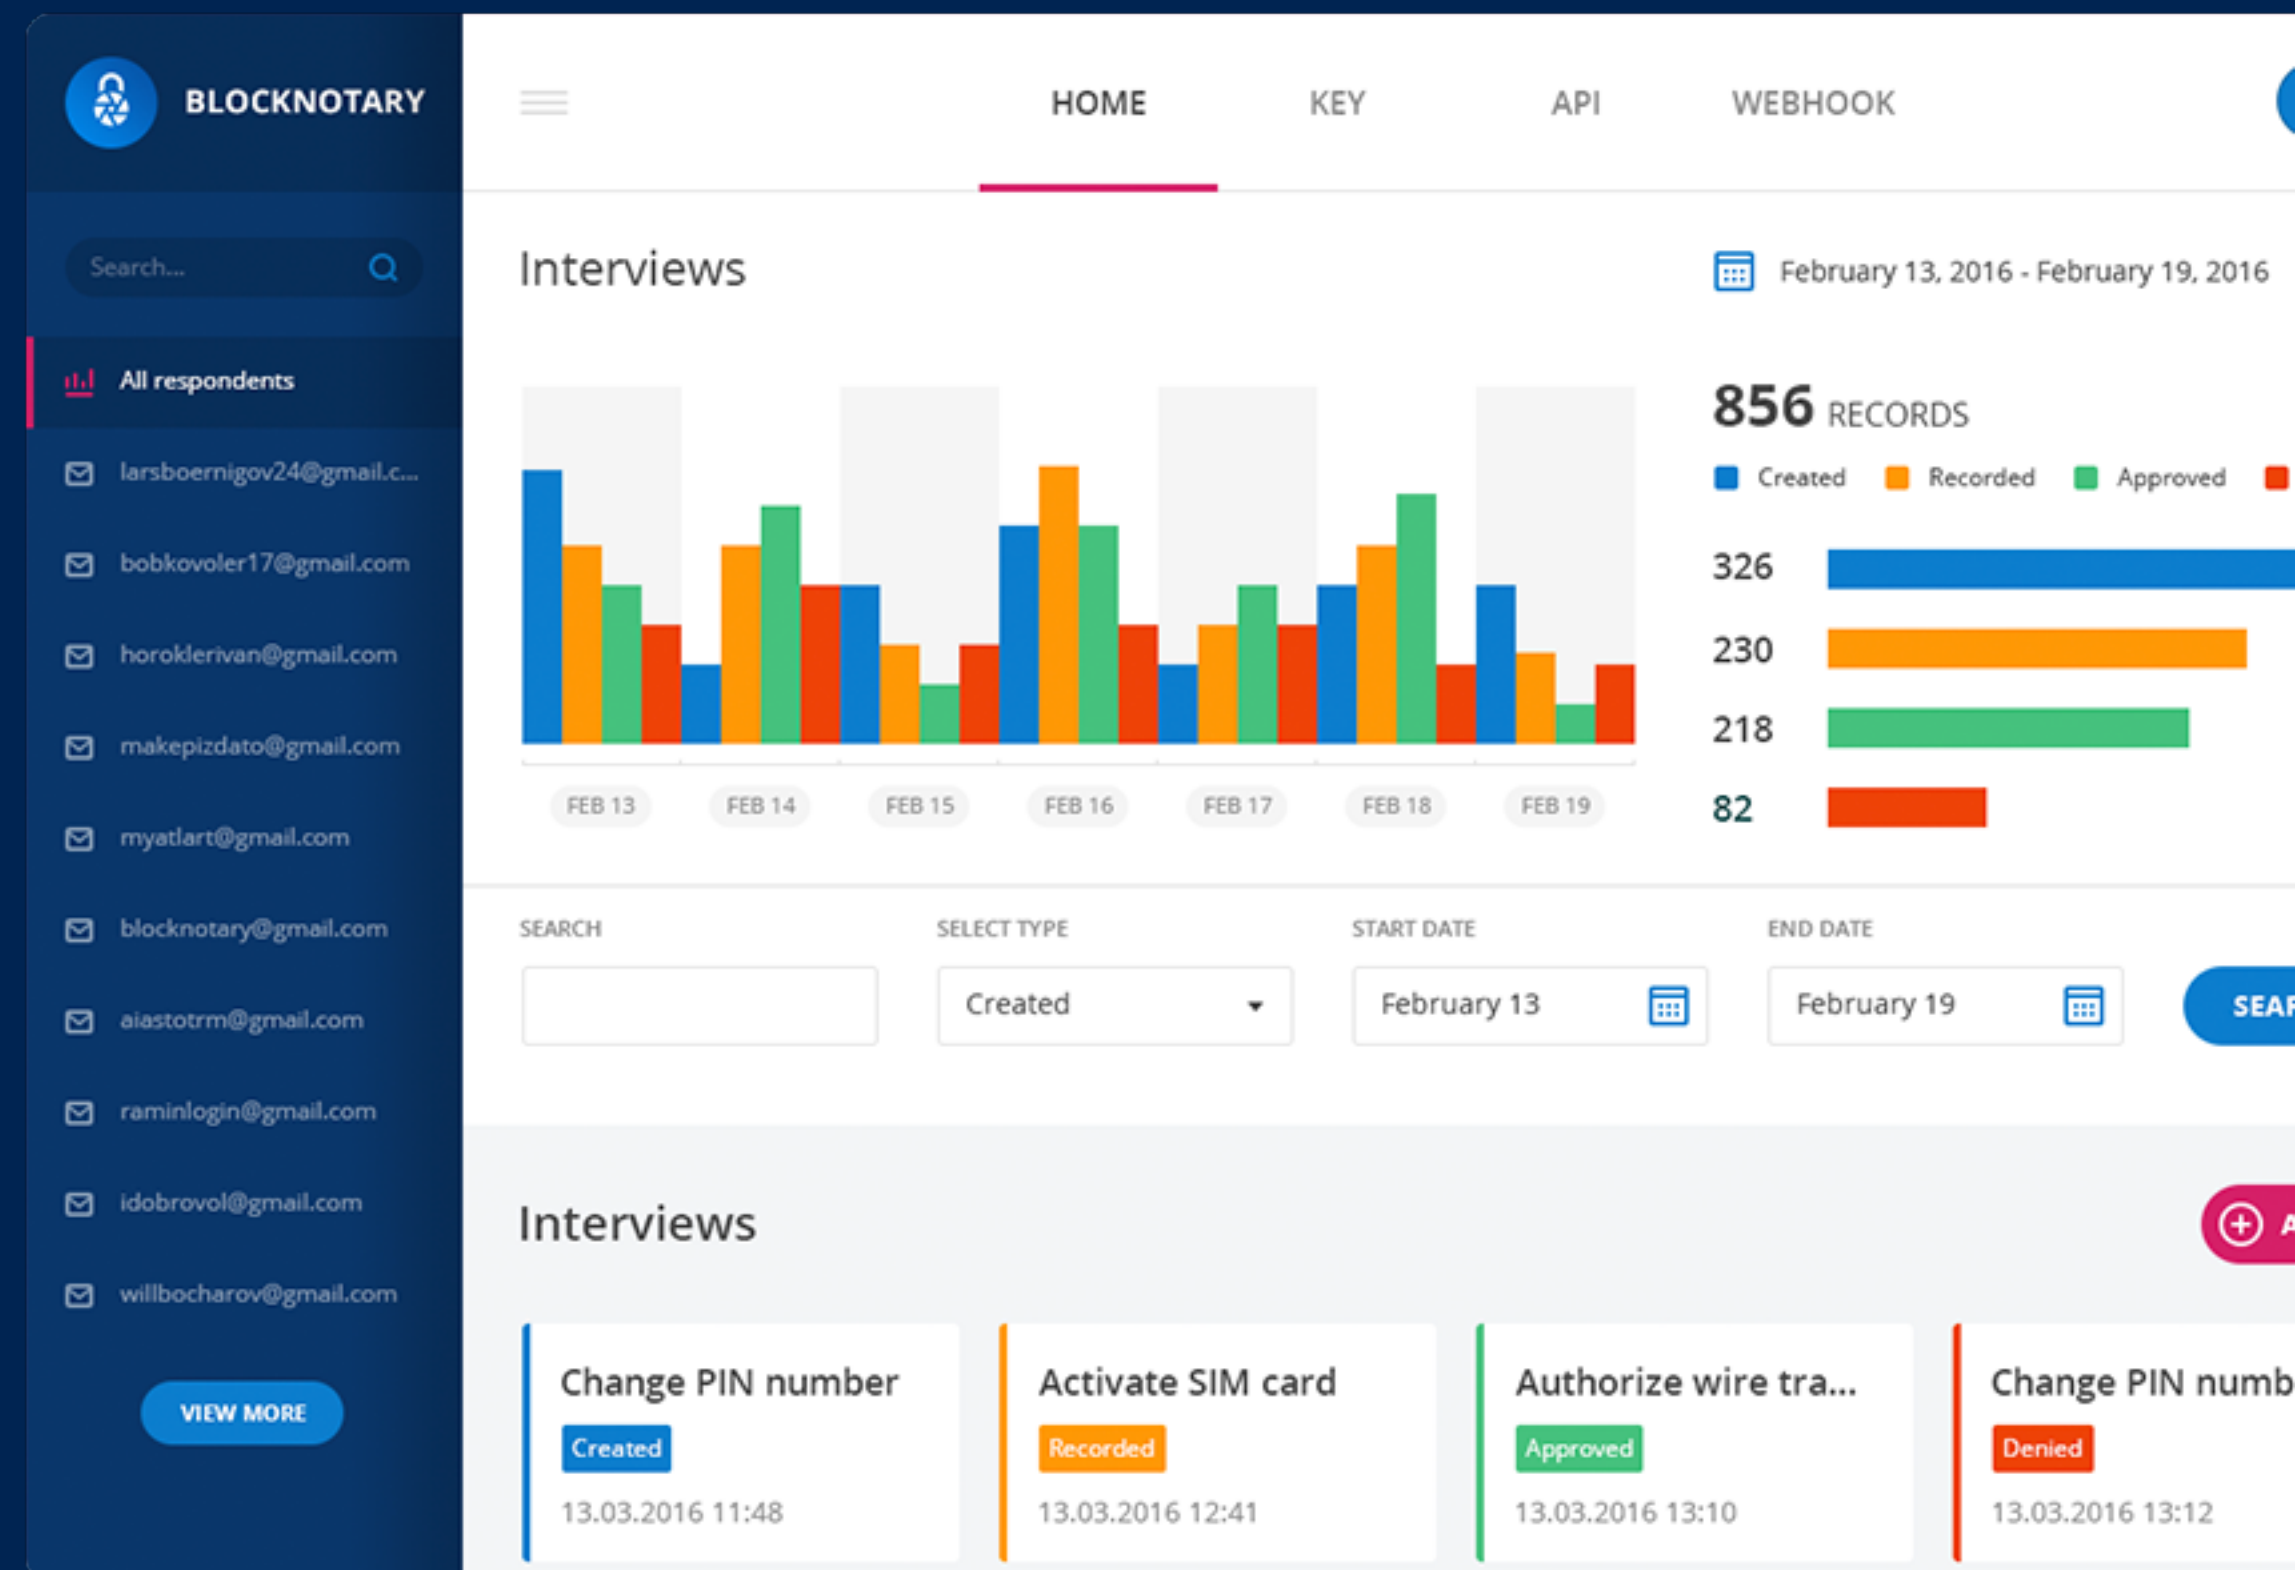 BLOCKNOTARY
HOME KEY API WEBHOOK
Search...
All respondents
larsboernigov24@gmail.c...
bobkovoler17@gmail.com
horoklerivan@gmail.com
makepizdato@gmail.com
myatlart@gmail.com
blocknotary@gmail.com
aiastotrm@gmail.com
raminlogin@gmail.com
idobrovol@gmail.com
willbocharov@gmail.com
VIEW MORE
Interviews
February 13, 2016 - February 19, 2016
FEB 13 FEB 14 FEB 15 FEB 16 FEB 17 FEB 18 FEB 19
856 RECORDS
Created Recorded Approved
326
230
218
82
SEARCH SELECT TYPE START DATE END DATE
Created February 13 February 19 SEAR
Interviews
A
Change PIN number
Created
13.03.2016 11:48
Activate SIM card
Recorded
13.03.2016 12:41
Authorize wire tra...
Approved
13.03.2016 13:10
Change PIN numb
Denied
13.03.2016 13:12